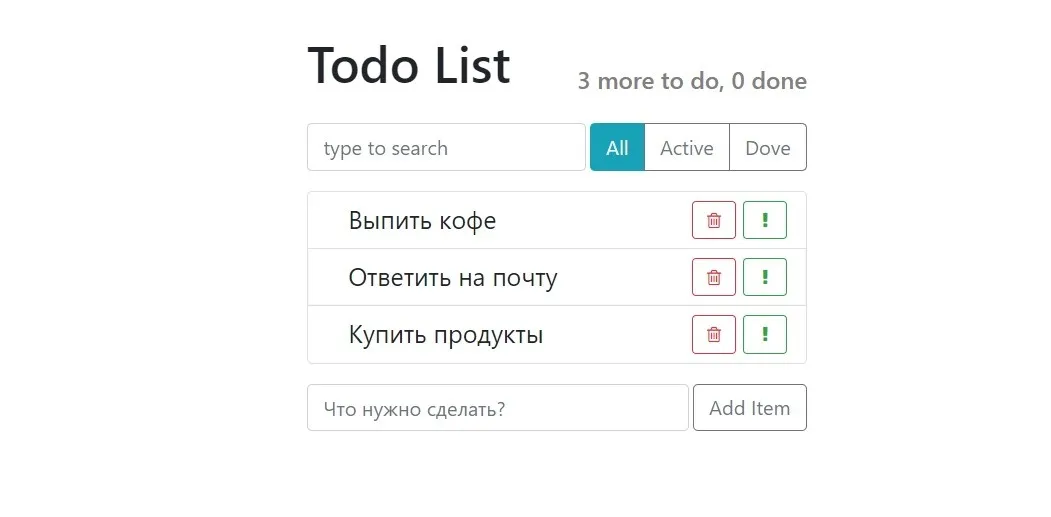 Todo List
3 more to do, 0 done
type to search
All Active Dove
Выпить кофе !
Ответить на почту !
Купить продукты !
Что нужно сделать? Add Item